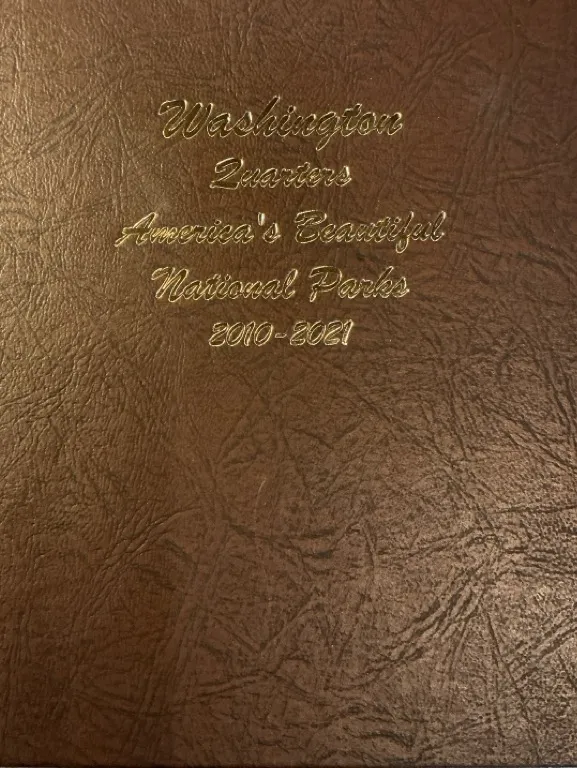 Washington
Quarters
America's Beautiful
National Parks
2010-2021